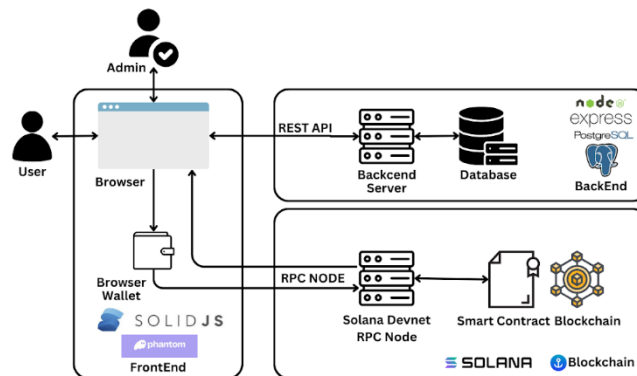 Admin
User
Browser
REST API
Backcend
Server
Database
node
express
PostgreSQL
BackEnd
Browser
Wallet
RPC NODE
SOLIDJS
phantom
FrontEnd
Solana Devnet
RPC Node
Smart Contract
Blockchain
SOLANA
Blockchain